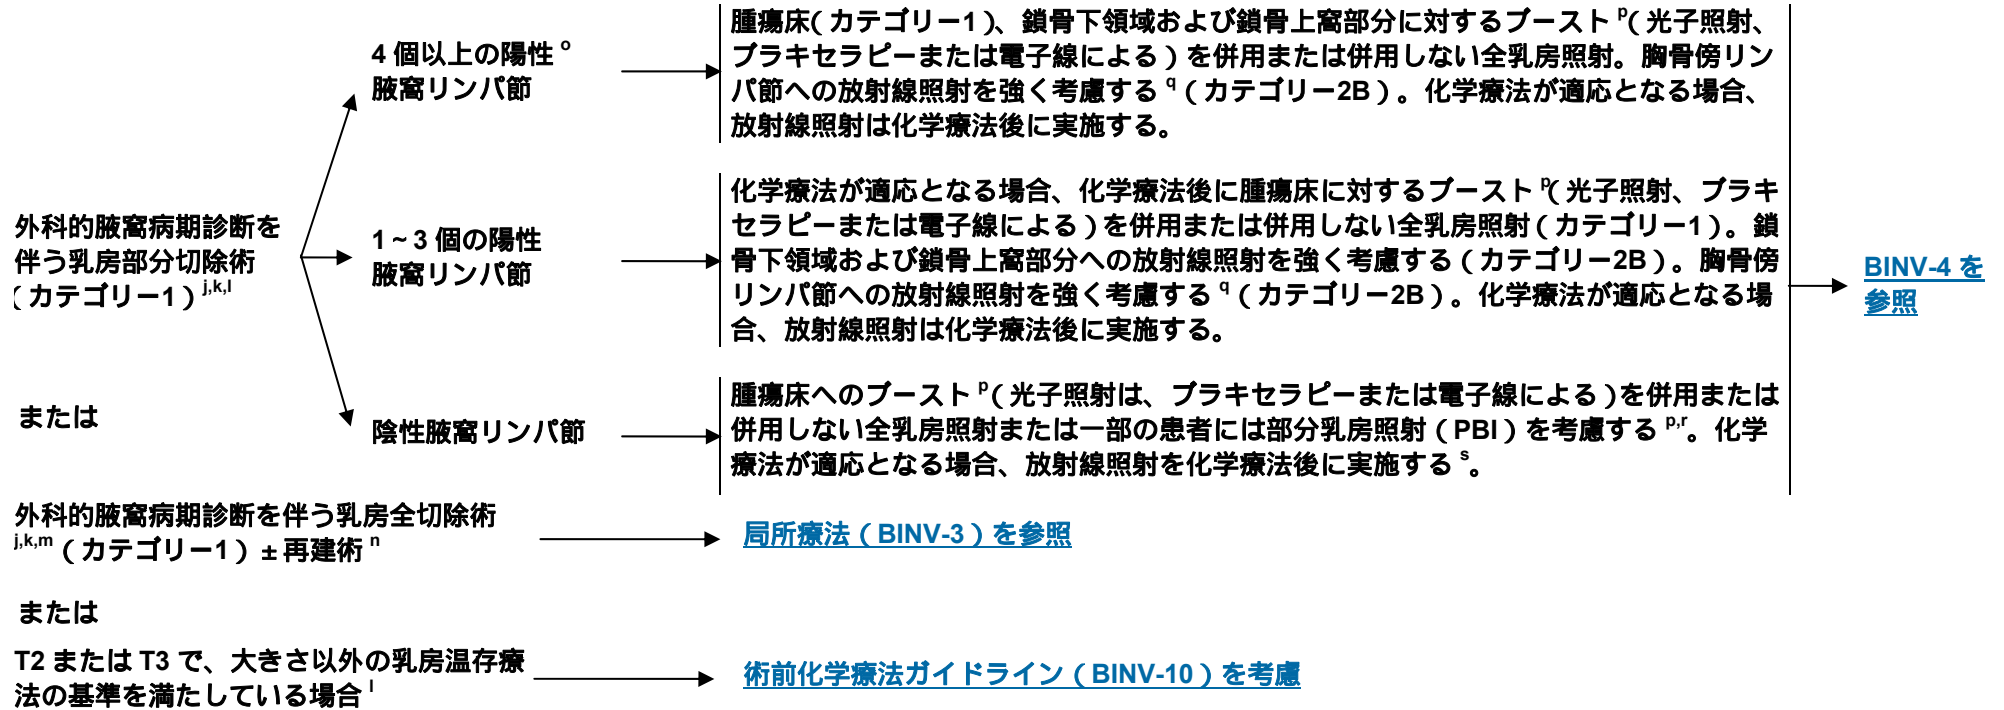 4 個以上の陽性 o
腋窩リンパ節
腫瘍床(カテゴリー1)、鎖骨下領域および鎖骨上窩部分に対するブースト p(光子照射、
ブラキセラピーまたは電子線による)を併用または併用しない全乳房照射。胸骨傍リン
パ節への放射線照射を強く考慮する q(カテゴリー2B)。化学療法が適応となる場合、
放射線照射は化学療法後に実施する。
外科的腋窩病期診断を
伴う乳房部分切除術
(カテゴリー1)j,k,l
1~3 個の陽性
腋窩リンパ節
化学療法が適応となる場合、化学療法後に腫瘍床に対するブースト p(光子照射、ブラキ
セラピーまたは電子線による)を併用または併用しない全乳房照射(カテゴリー1)。鎖
骨下領域および鎖骨上窩部分への放射線照射を強く考慮する(カテゴリー2B)。胸骨傍
リンパ節への放射線照射を強く考慮する q(カテゴリー2B)。化学療法が適応となる場
合、放射線照射は化学療法後に実施する。
BINV-4 を
参照
または
陰性腋窩リンパ節
腫瘍床へのブースト p(光子照射は、ブラキセラピーまたは電子線による)を併用または
併用しない全乳房照射または一部の患者には部分乳房照射(PBI)を考慮する p,r。化学
療法が適応となる場合、放射線照射を化学療法後に実施する s。
外科的腋窩病期診断を伴う乳房全切除術
j,k,m(カテゴリー1)± 再建術 n
局所療法(BINV-3)を参照
または
T2 または T3 で、大きさ以外の乳房温存療
法の基準を満たしている場合 l
術前化学療法ガイドライン(BINV-10)を考慮